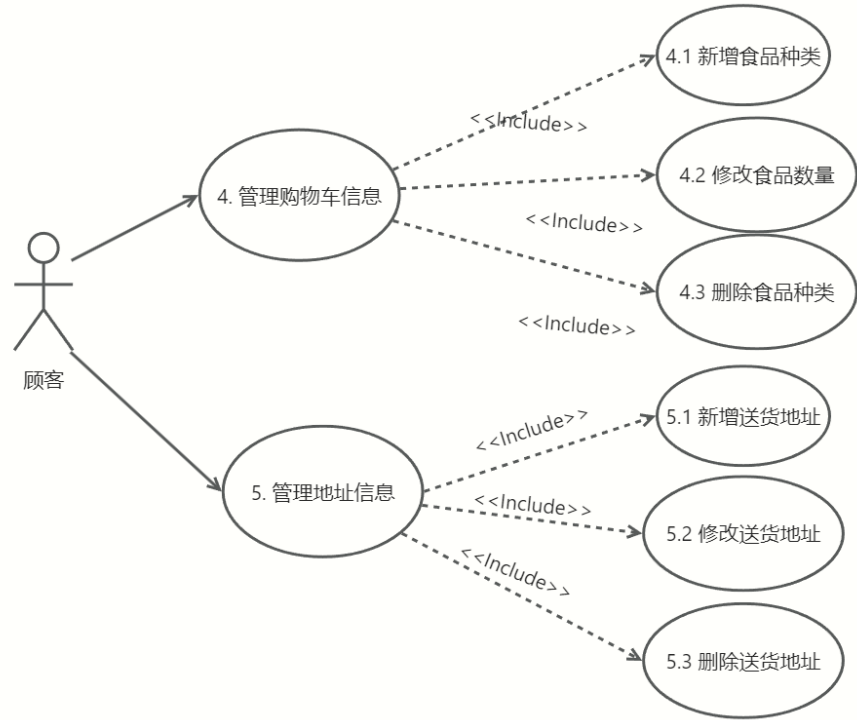 4.1 新增食品种类
<<Include>>
4. 管理购物车信息
4.2 修改食品数量
<<Include>>
4.3 删除食品种类
<<Include>>
顾客
5.1 新增送货地址
<<Include>>
5. 管理地址信息
<<Include>>
5.2 修改送货地址
<<Include>>
5.3 删除送货地址